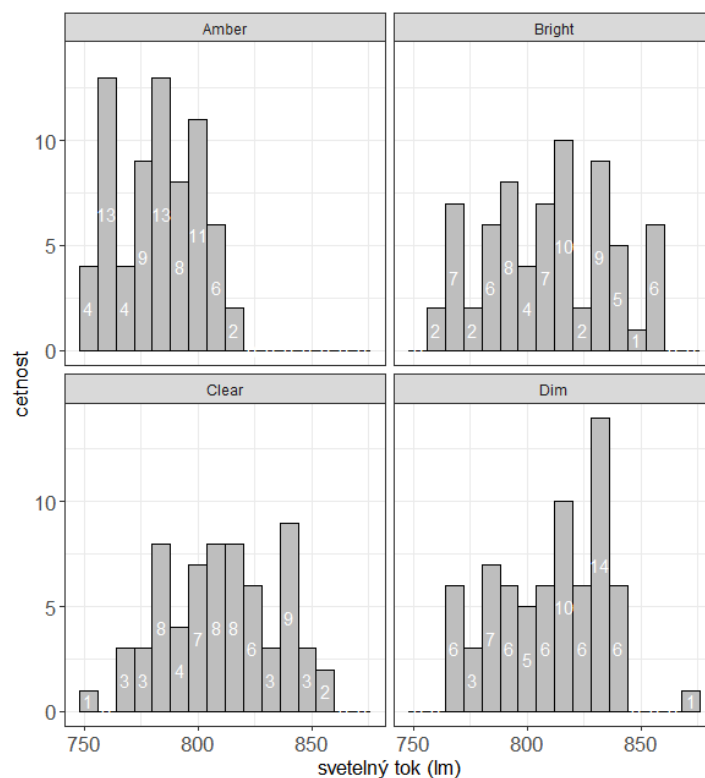 Amber
Bright
4 13 4 9 13 8 11 6 2
2 7 2 6 8 4 7 10 2 9 5 1 6
10
5
0
cetnost
Clear
Dim
1 3 3 8 4 7 8 8 6 3 9 3 2
6 3 7 6 5 6 10 6 14 6 1
10
5
0
750 800 850
750 800 850
svetelný tok (lm)